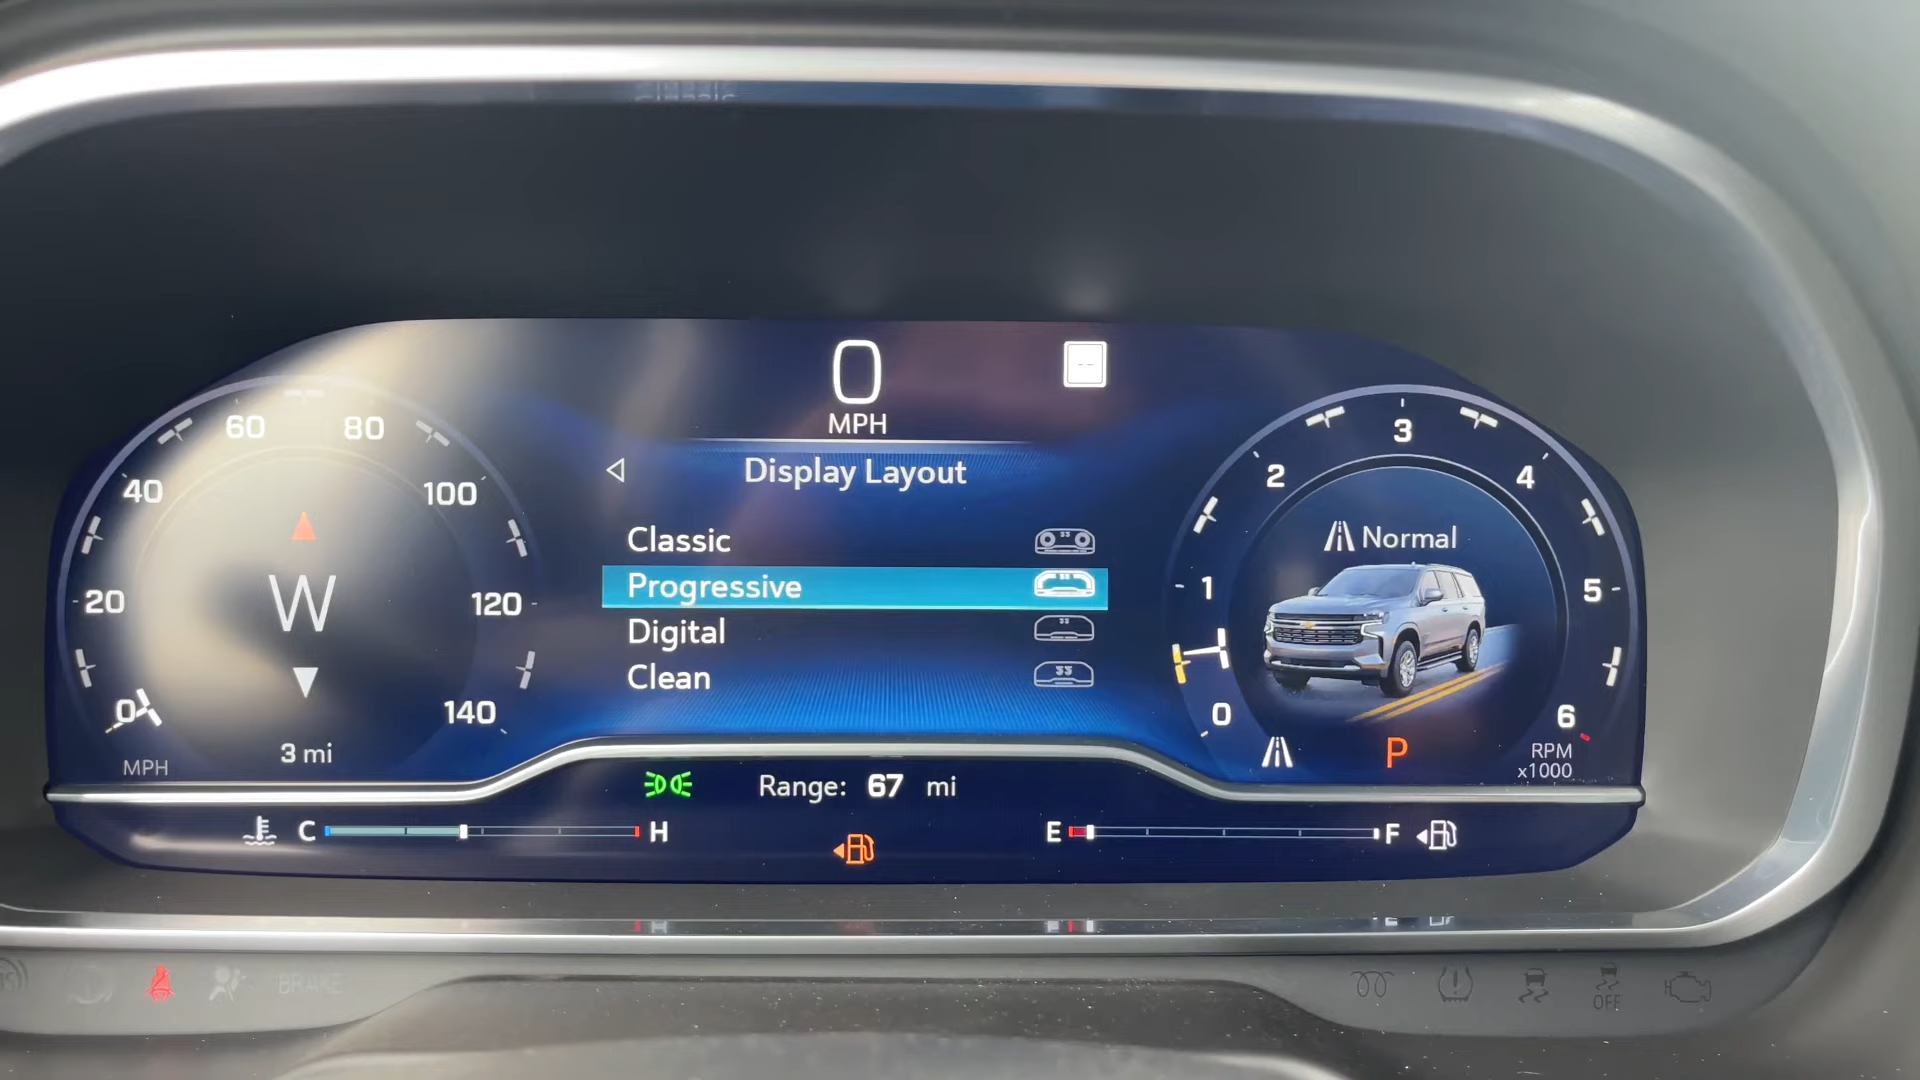 0
MPH
Display Layout
Classic
Progressive
Digital
Clean
0
20
40
60
80
100
120
140
MPH
W
3 mi
0
1
2
3
4
5
6
RPM
x1000
Normal
P
Range: 67 mi
C
H
E
F
BRAKE
OFF